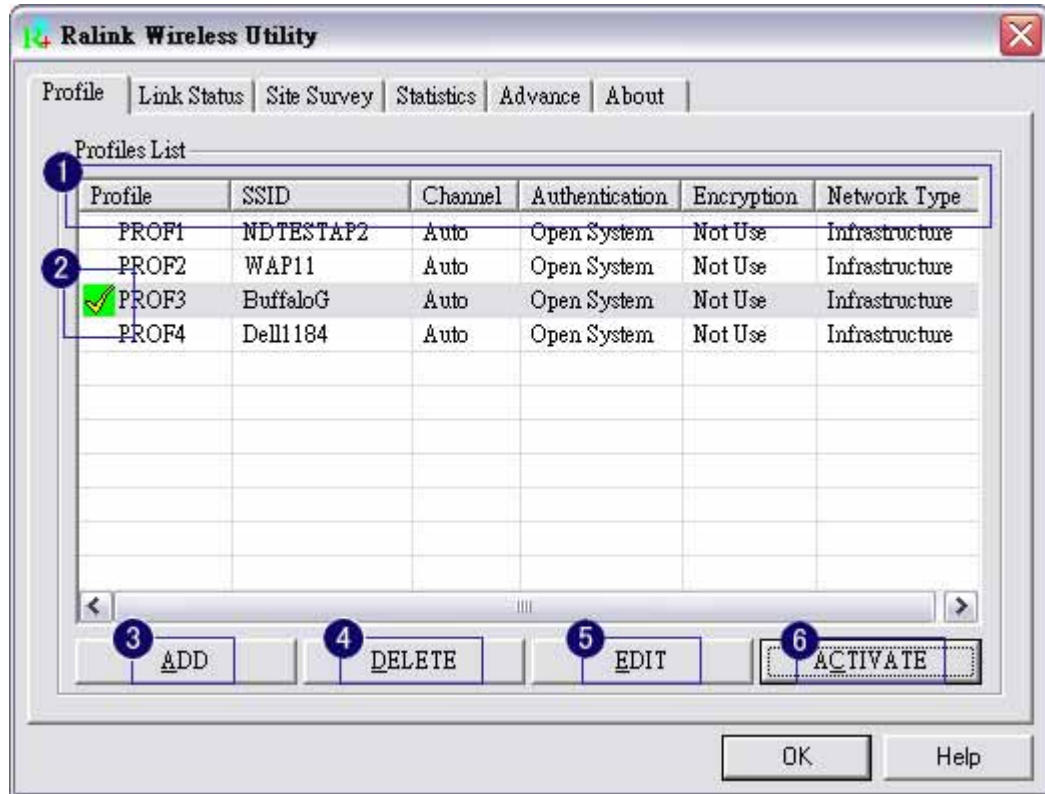 Ralink Wireless Utility
Profile Link Status Site Survey Statistics Advance About
Profiles List
1
Profile SSID Channel Authentication Encryption Network Type
PROF1 NDTESTAP2 Auto Open System Not Use Infrastructure
2 PROF2 WAP11 Auto Open System Not Use Infrastructure
PROF3 BuffaloG Auto Open System Not Use Infrastructure
PROF4 Dell1184 Auto Open System Not Use Infrastructure
3 ADD 4 DELETE 5 EDIT 6 ACTIVATE
OK Help